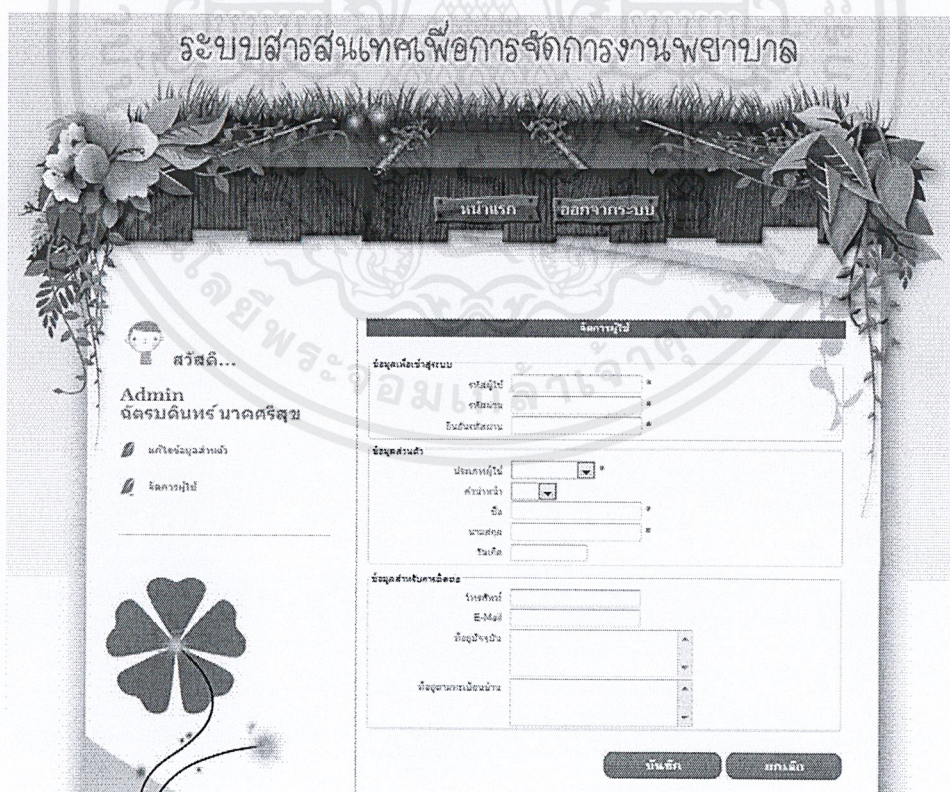 ระบบสารสนเทศเพื่อการจัดการงานพยาบาล
หน้าแรก
ออกจากระบบ
สวัสดี...
Admin
ฉัตรบดินทร์ นาคศรีสุข
แก้ไขข้อมูลส่วนตัว
จัดการผู้ใช้
จัดการผู้ใช้
ข้อมูลเพื่อเข้าสู่ระบบ
รหัสผู้ใช้ *
รหัสผ่าน *
ยืนยันรหัสผ่าน *
ข้อมูลส่วนตัว
ประเภทผู้ใช้ *
คำนำหน้า
ชื่อ *
นามสกุล *
วันเกิด
ข้อมูลสำหรับการติดต่อ
โทรศัพท์
E-Mail
ที่อยู่ปัจจุบัน
ที่อยู่ตามทะเบียนบ้าน
บันทึก
ยกเลิก